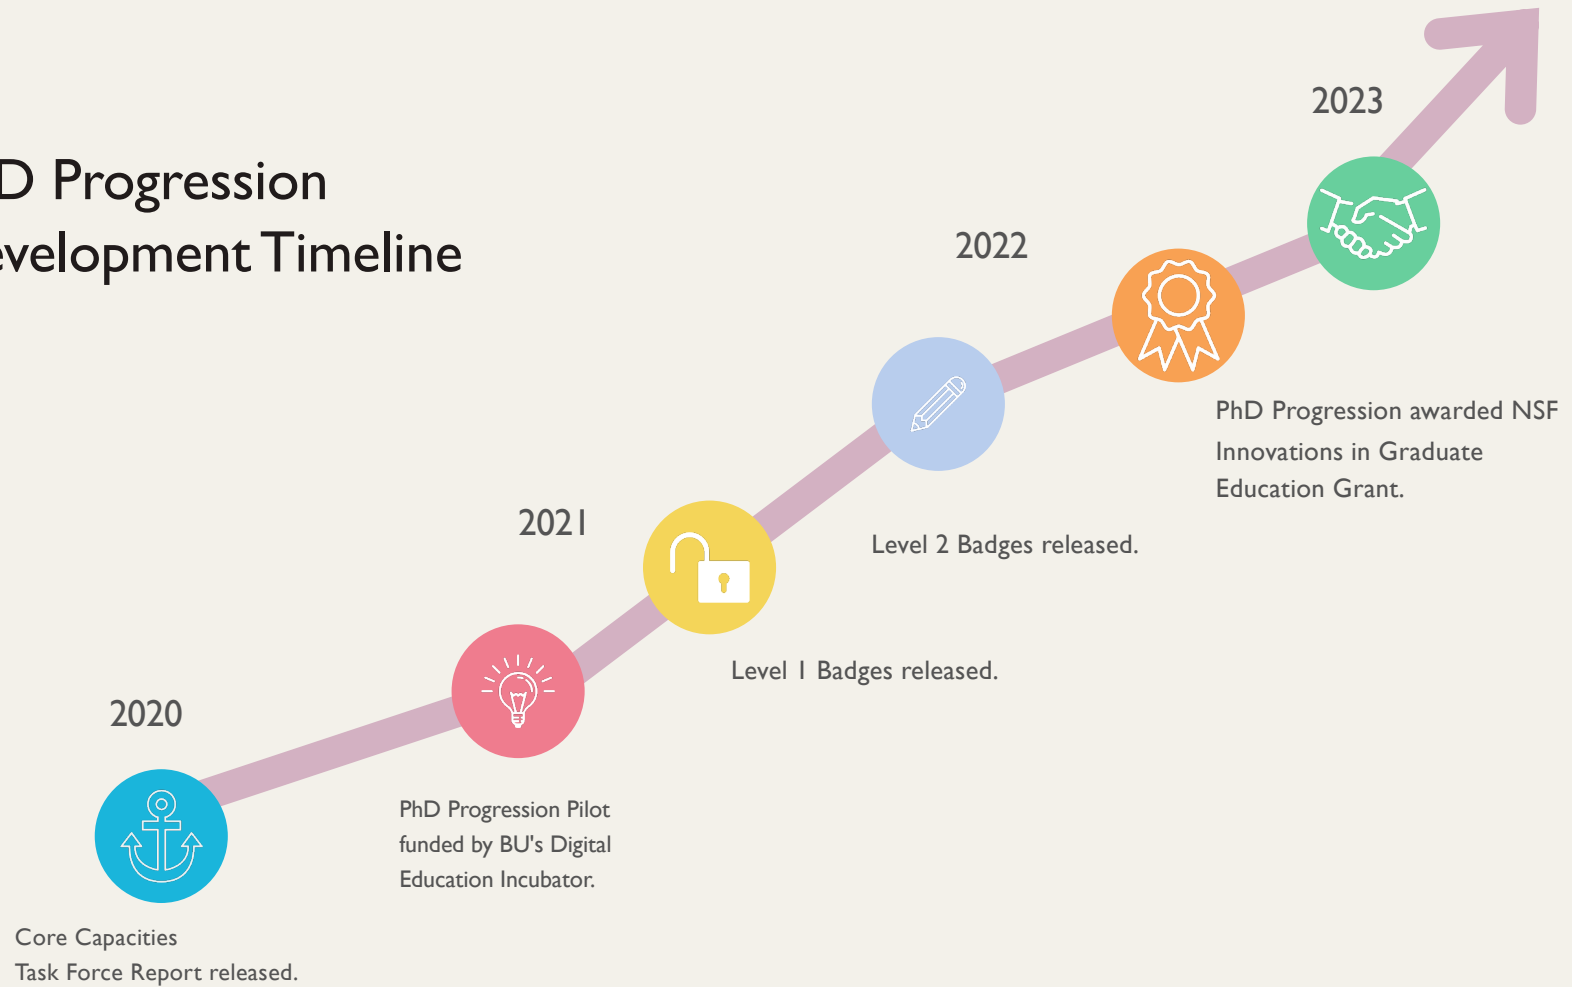 D Progression
evelopment Timeline
2023
2022
PhD Progression awarded NSF
Innovations in Graduate
Education Grant.
2021
Level 2 Badges released.
Level 1 Badges released.
2020
PhD Progression Pilot
funded by BU's Digital
Education Incubator.
Core Capacities
Task Force Report released.